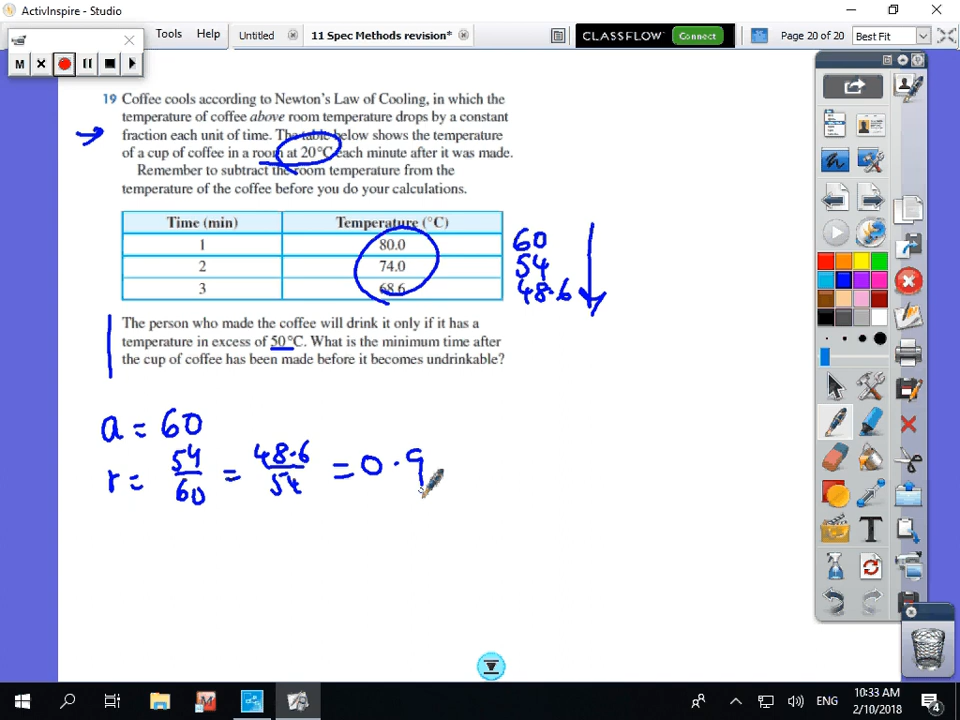 ActivInspire - Studio
Tools Help Untitled 11 Spec Methods revision* CLASSFLOW Connect Page 20 of 20 Best Fit
M
19 Coffee cools according to Newton's Law of Cooling, in which the
temperature of coffee above room temperature drops by a constant
fraction each unit of time. The table below shows the temperature
of a cup of coffee in a room at 20°C each minute after it was made.
Remember to subtract the room temperature from the
temperature of the coffee before you do your calculations.
Time (min) Temperature (°C)
1 80.0 60
2 74.0 54
3 68.6 48.6
The person who made the coffee will drink it only if it has a
temperature in excess of 50°C. What is the minimum time after
the cup of coffee has been made before it becomes undrinkable?
a = 60
r = 54/60 = 48.6/54 = 0.9
T
ENG
10:33 AM
2/10/2018
4